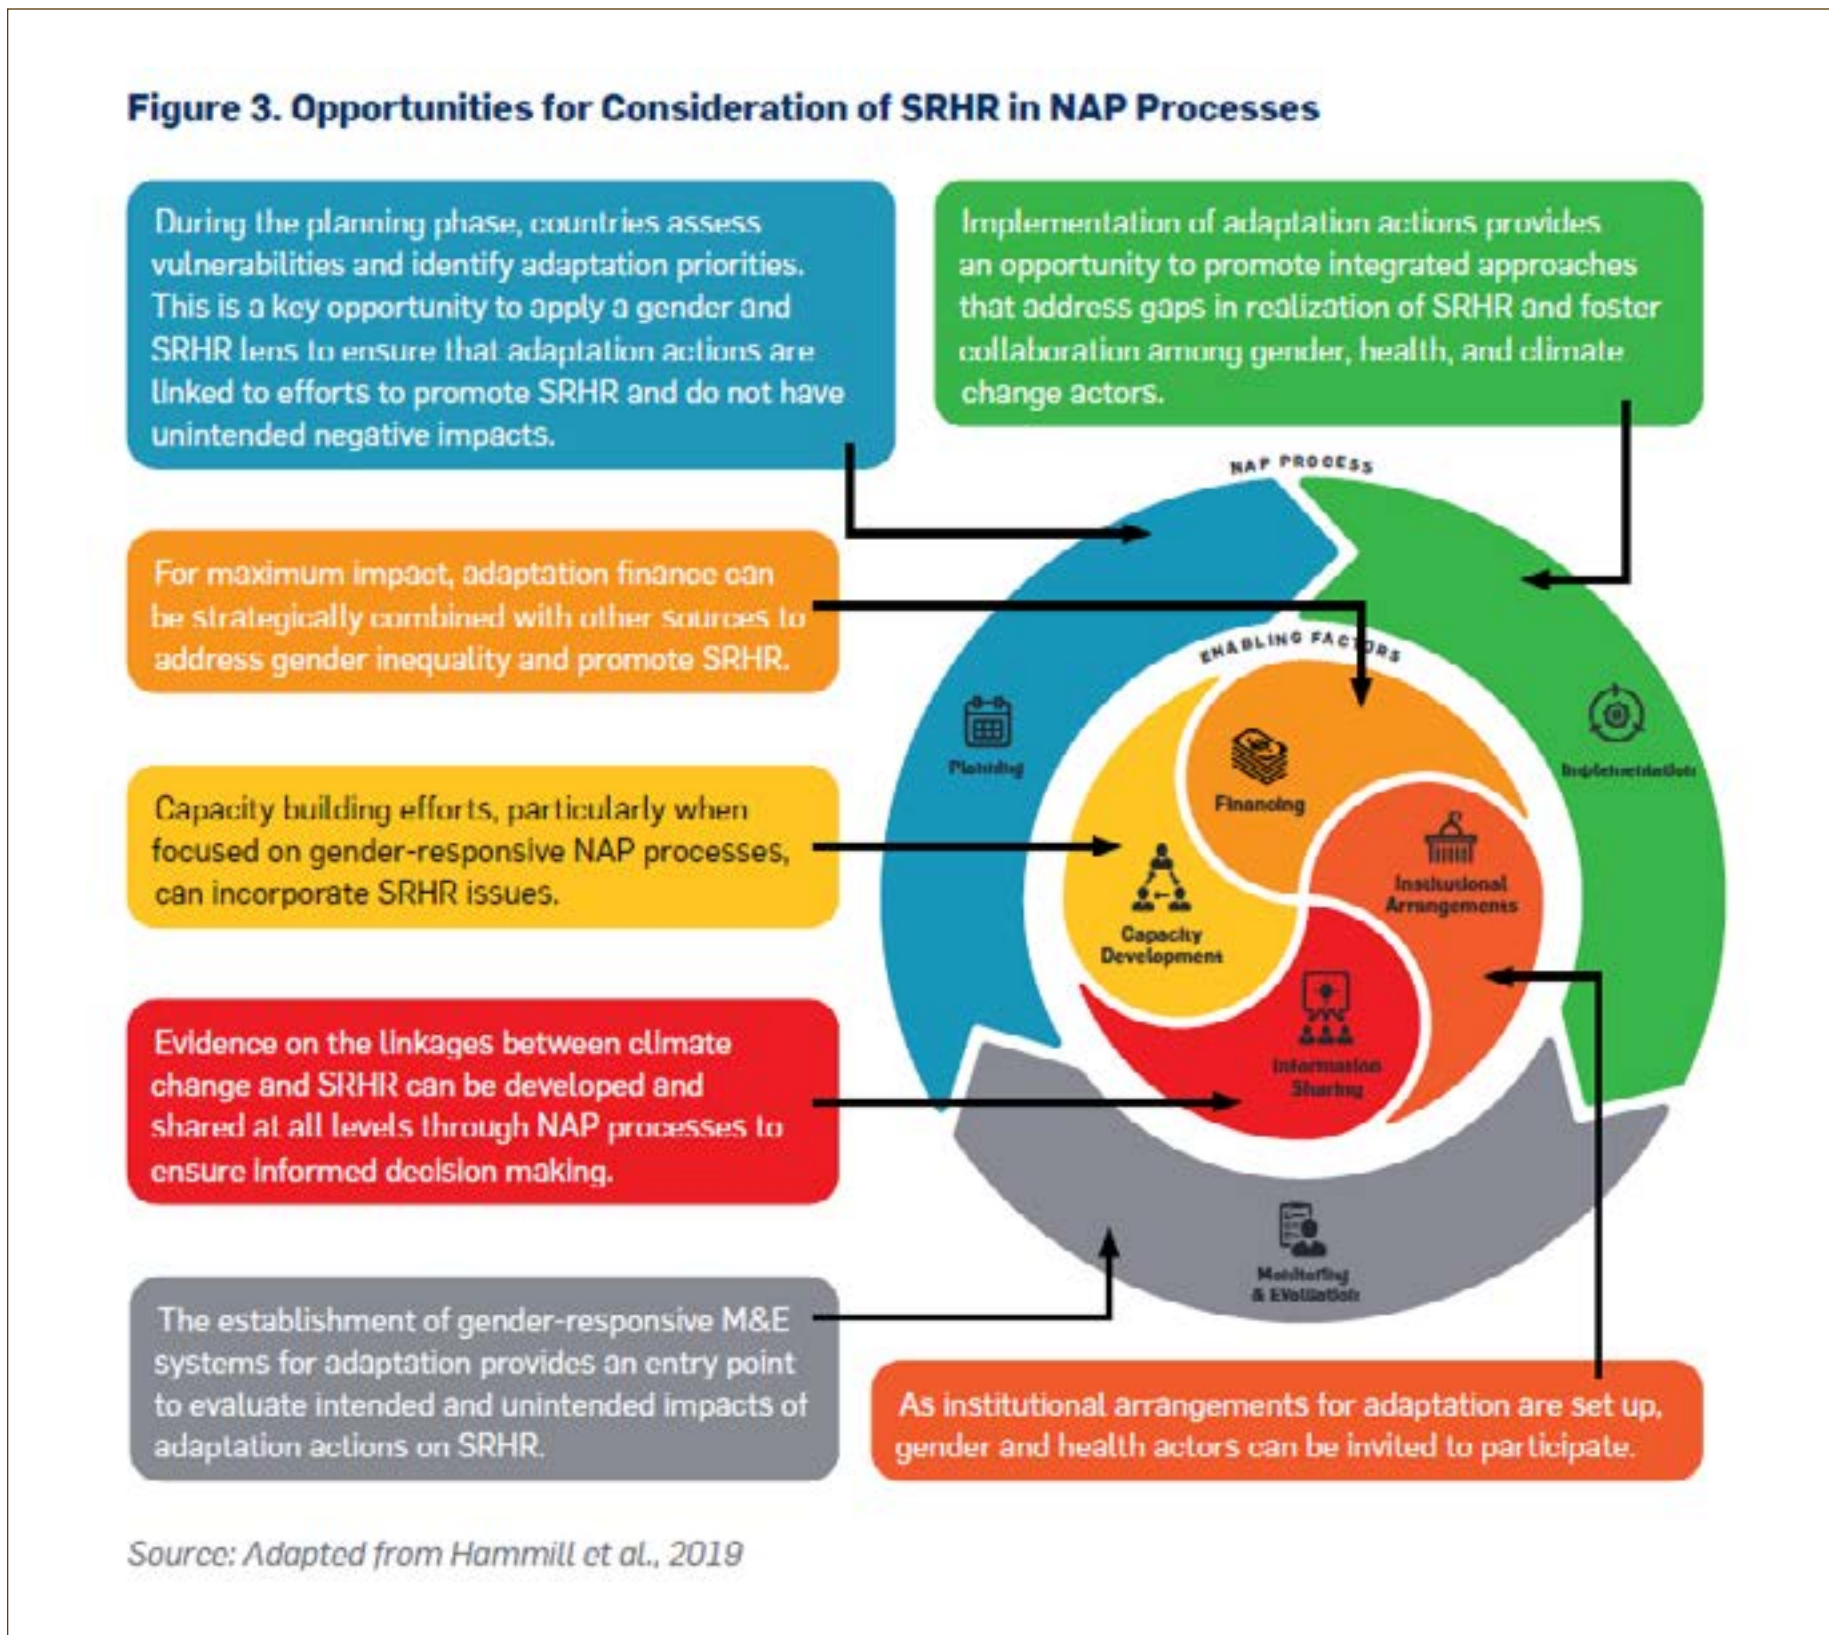 Figure 3. Opportunities for Consideration of SRHR in NAP Processes
During the planning phase, countries assess
vulnerabilities and identify adaptation priorities.
This is a key opportunity to apply a gender and
SRHR lens to ensure that adaptation actions are
linked to efforts to promote SRHR and do not have
unintended negative impacts.
Implementation of adaptation actions provides
an opportunity to promote integrated approaches
that address gaps in realization of SRHR and foster
collaboration among gender, health, and climate
change actors.
For maximum impact, adaptation finance can
be strategically combined with other sources to
address gender inequality and promote SRHR.
Capacity building efforts, particularly when
focused on gender-responsive NAP processes,
can incorporate SRHR issues.
Evidence on the linkages between climate
change and SRHR can be developed and
shared at all levels through NAP processes to
ensure informed decision making.
The establishment of gender-responsive M&E
systems for adaptation provides an entry point
to evaluate intended and unintended impacts of
adaptation actions on SRHR.
NAP PROCESS
ENABLING FACTORS
Planning
Implementation
Financing
Institutional
Arrangements
Capacity
Development
Information
Sharing
Monitoring
& Evaluation
As institutional arrangements for adaptation are set up,
gender and health actors can be invited to participate.
Source: Adapted from Hammill et al., 2019